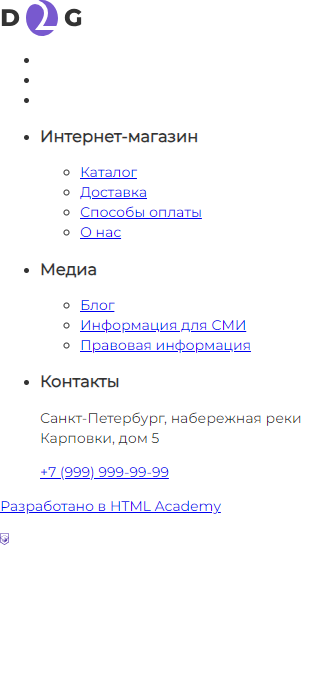 D2G
Интернет-магазин
Каталог
Доставка
Способы оплаты
О нас
Медиа
Блог
Информация для СМИ
Правовая информация
Контакты
Санкт-Петербург, набережная реки
Карповки, дом 5
+7 (999) 999-99-99
Разработано в HTML Academy